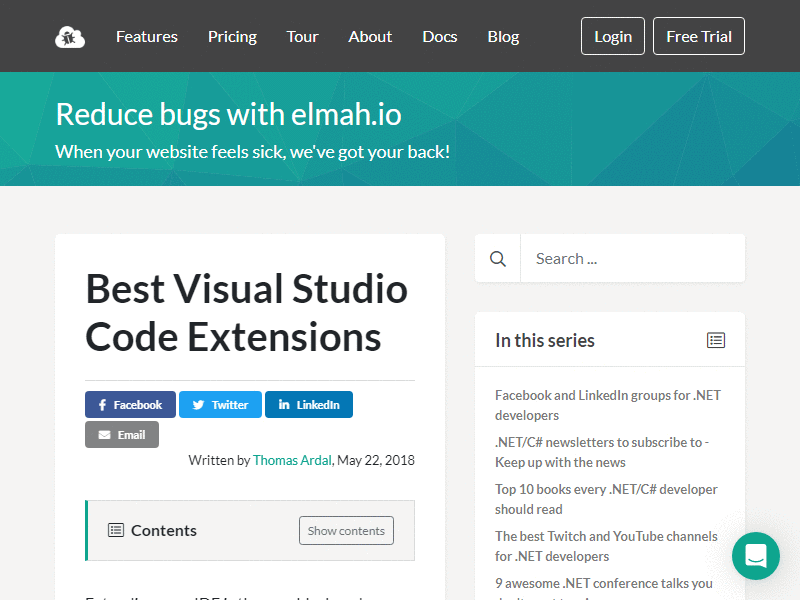 Features Pricing Tour About Docs Blog Login Free Trial
Reduce bugs with elmah.io
When your website feels sick, we've got your back!
Best Visual Studio
Code Extensions
Facebook Twitter LinkedIn
Email
Written by Thomas Ardal, May 22, 2018
Contents Show contents
Search ...
In this series
Facebook and LinkedIn groups for .NET
developers
.NET/C# newsletters to subscribe to -
Keep up with the news
Top 10 books every .NET/C# developer
should read
The best Twitch and YouTube channels
for .NET developers
9 awesome .NET conference talks you